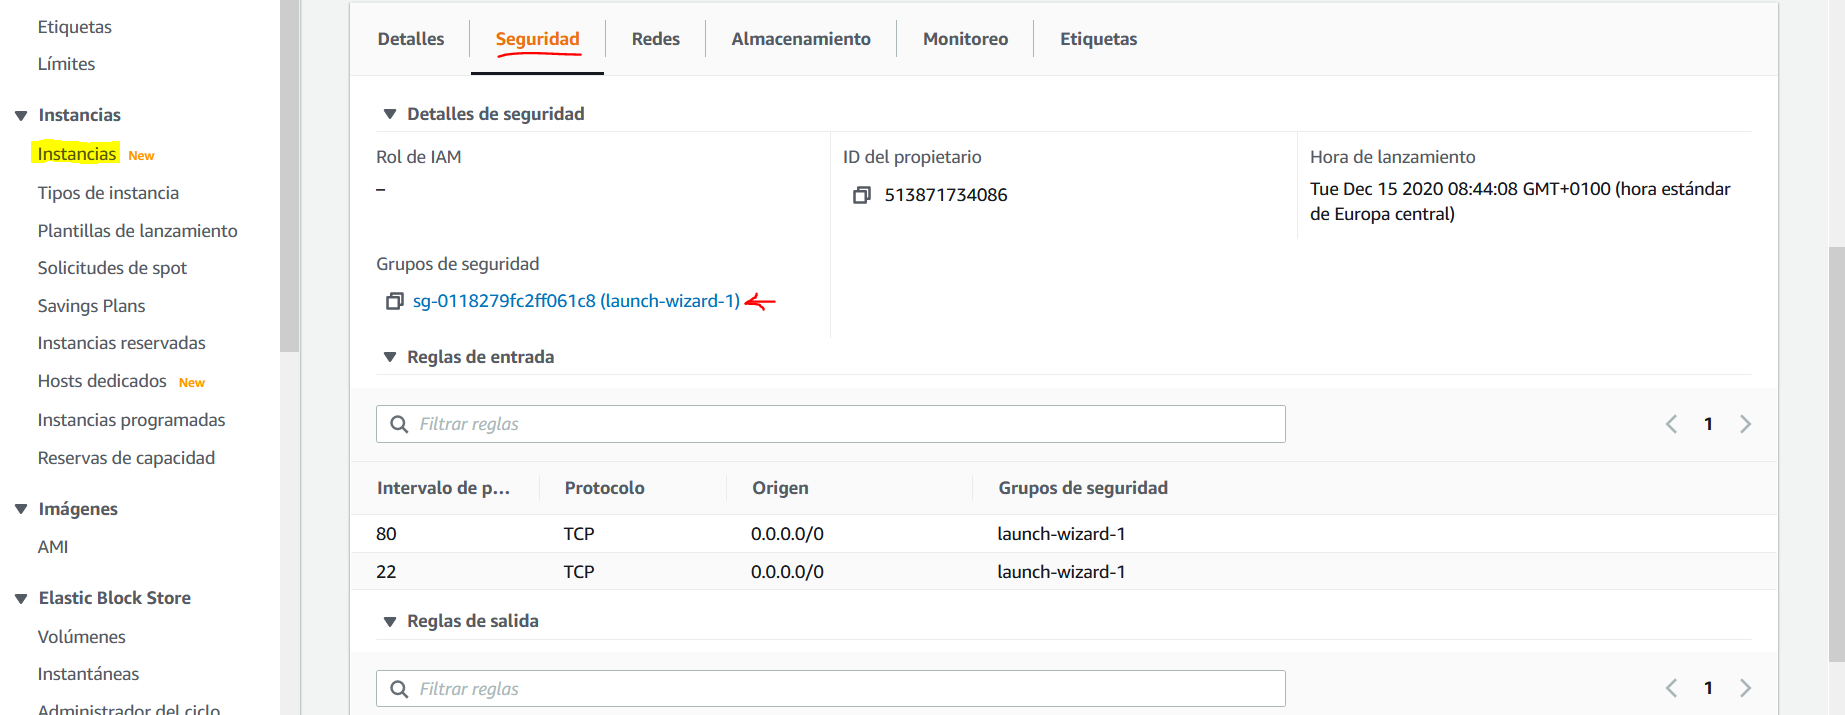 Etiquetas
Límites
Instancias
Instancias New
Tipos de instancia
Plantillas de lanzamiento
Solicitudes de spot
Savings Plans
Instancias reservadas
Hosts dedicados New
Instancias programadas
Reservas de capacidad
Imágenes
AMI
Elastic Block Store
Volúmenes
Instantáneas
Administrador del ciclo
Detalles Seguridad Redes Almacenamiento Monitoreo Etiquetas
Detalles de seguridad
Rol de IAM
–
ID del propietario
513871734086
Hora de lanzamiento
Tue Dec 15 2020 08:44:08 GMT+0100 (hora estándar
de Europa central)
Grupos de seguridad
sg-0118279fc2ff061c8 (launch-wizard-1)
Reglas de entrada
Filtrar reglas
1
Intervalo de p... Protocolo Origen Grupos de seguridad
80 TCP 0.0.0.0/0 launch-wizard-1
22 TCP 0.0.0.0/0 launch-wizard-1
Reglas de salida
Filtrar reglas
1